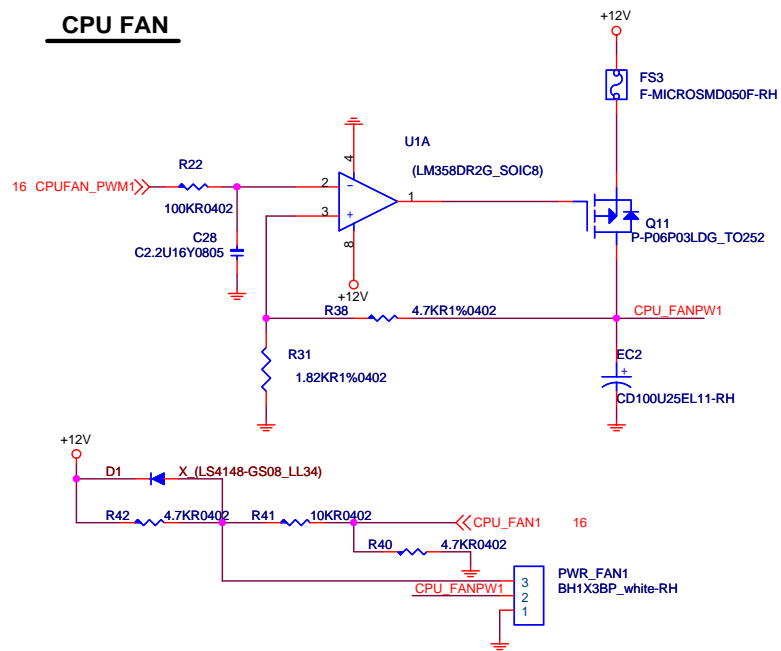 CPU FAN
+12V
FS3
F-MICROSMD050F-RH
U1A
(LM358DR2G_SOIC8)
4
R22
16 CPUFAN_PWM1
2
−
1
3
+
100KR0402
8
C28
C2.2U16Y0805
Q11
P-P06P03LDG_TO252
+12V
R38
4.7KR1%0402
CPU_FANPW1
R31
1.82KR1%0402
EC2
+
CD100U25EL11-RH
+12V
D1
X_(LS4148-GS08_LL34)
R42
4.7KR0402
R41
10KR0402
CPU_FAN1 16
R40
4.7KR0402
PWR_FAN1
BH1X3BP_white-RH
3
CPU_FANPW1
2
1